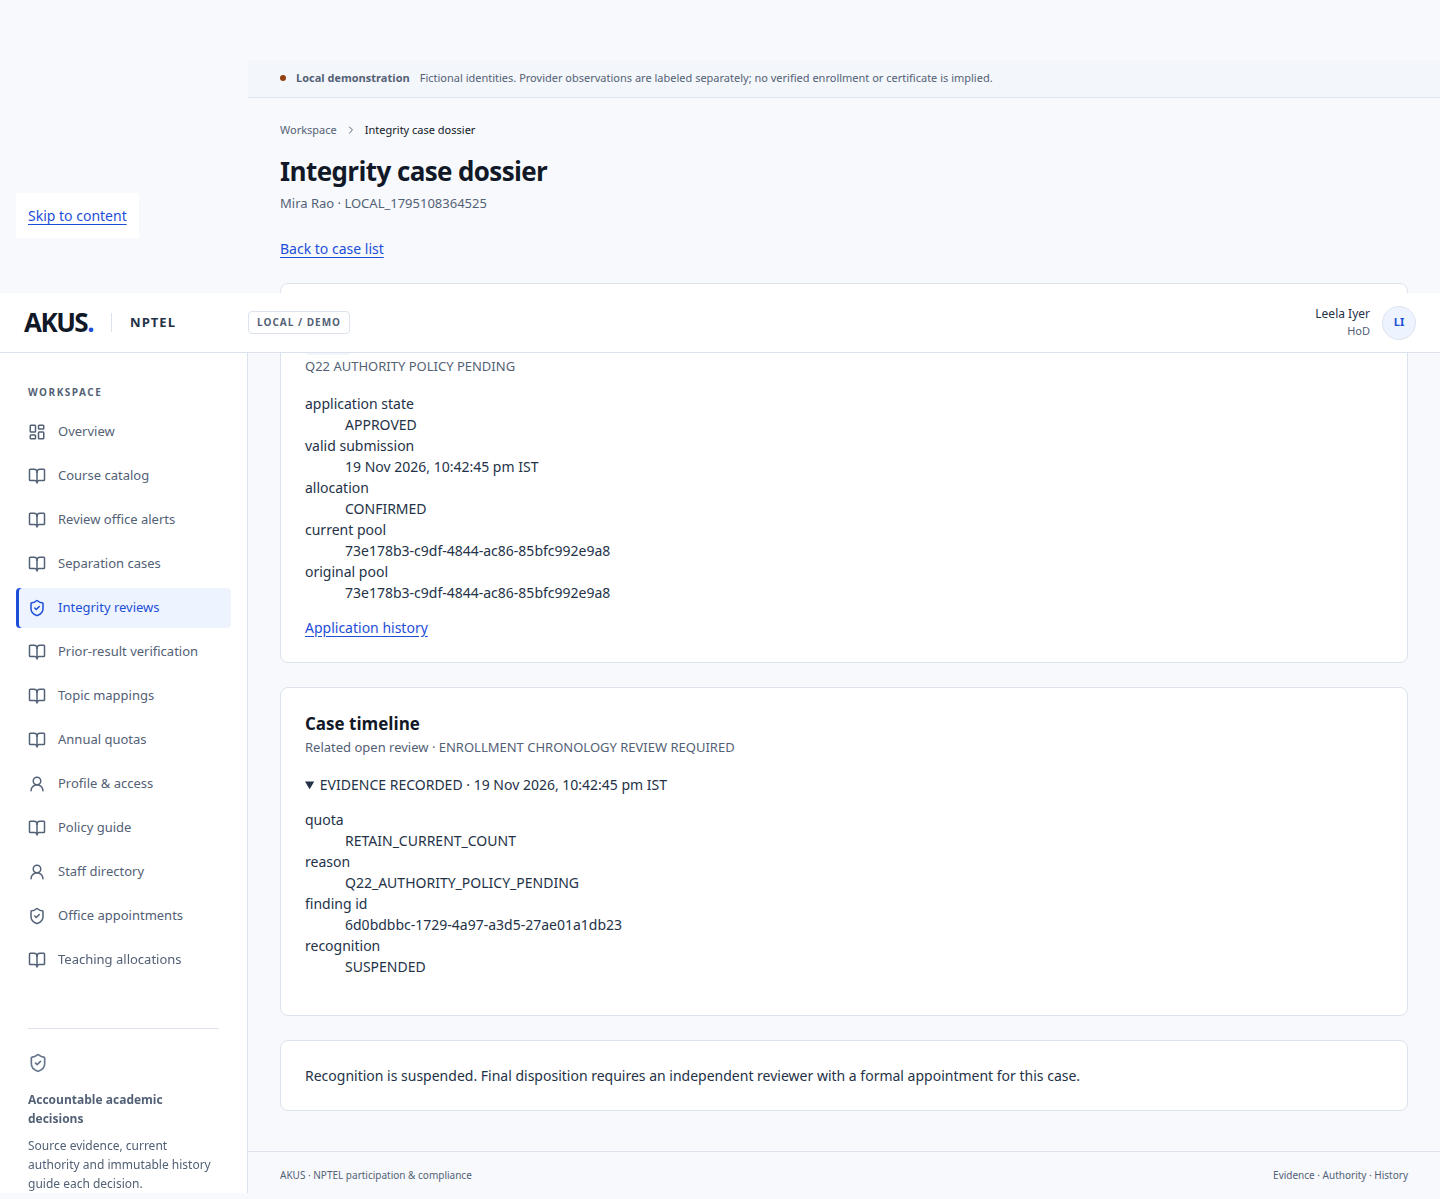 Local demonstration Fictional identities. Provider observations are labeled separately; no verified enrollment or certificate is implied.
Workspace > Integrity case dossier
Integrity case dossier
Mira Rao · LOCAL_1795108364525
Skip to content
Back to case list
AKUS. NPTEL
LOCAL / DEMO
Leela Iyer
HoD
LI
WORKSPACE
Overview
Course catalog
Review office alerts
Separation cases
Integrity reviews
Prior-result verification
Topic mappings
Annual quotas
Profile & access
Policy guide
Staff directory
Office appointments
Teaching allocations
Accountable academic
decisions
Source evidence, current
authority and immutable history
guide each decision.
Q22 AUTHORITY POLICY PENDING
application state
APPROVED
valid submission
19 Nov 2026, 10:42:45 pm IST
allocation
CONFIRMED
current pool
73e178b3-c9df-4844-ac86-85bfc992e9a8
original pool
73e178b3-c9df-4844-ac86-85bfc992e9a8
Application history
Case timeline
Related open review · ENROLLMENT CHRONOLOGY REVIEW REQUIRED
▼ EVIDENCE RECORDED · 19 Nov 2026, 10:42:45 pm IST
quota
RETAIN_CURRENT_COUNT
reason
Q22_AUTHORITY_POLICY_PENDING
finding id
6d0bdbbc-1729-4a97-a3d5-27ae01a1db23
recognition
SUSPENDED
Recognition is suspended. Final disposition requires an independent reviewer with a formal appointment for this case.
AKUS · NPTEL participation & compliance
Evidence · Authority · History